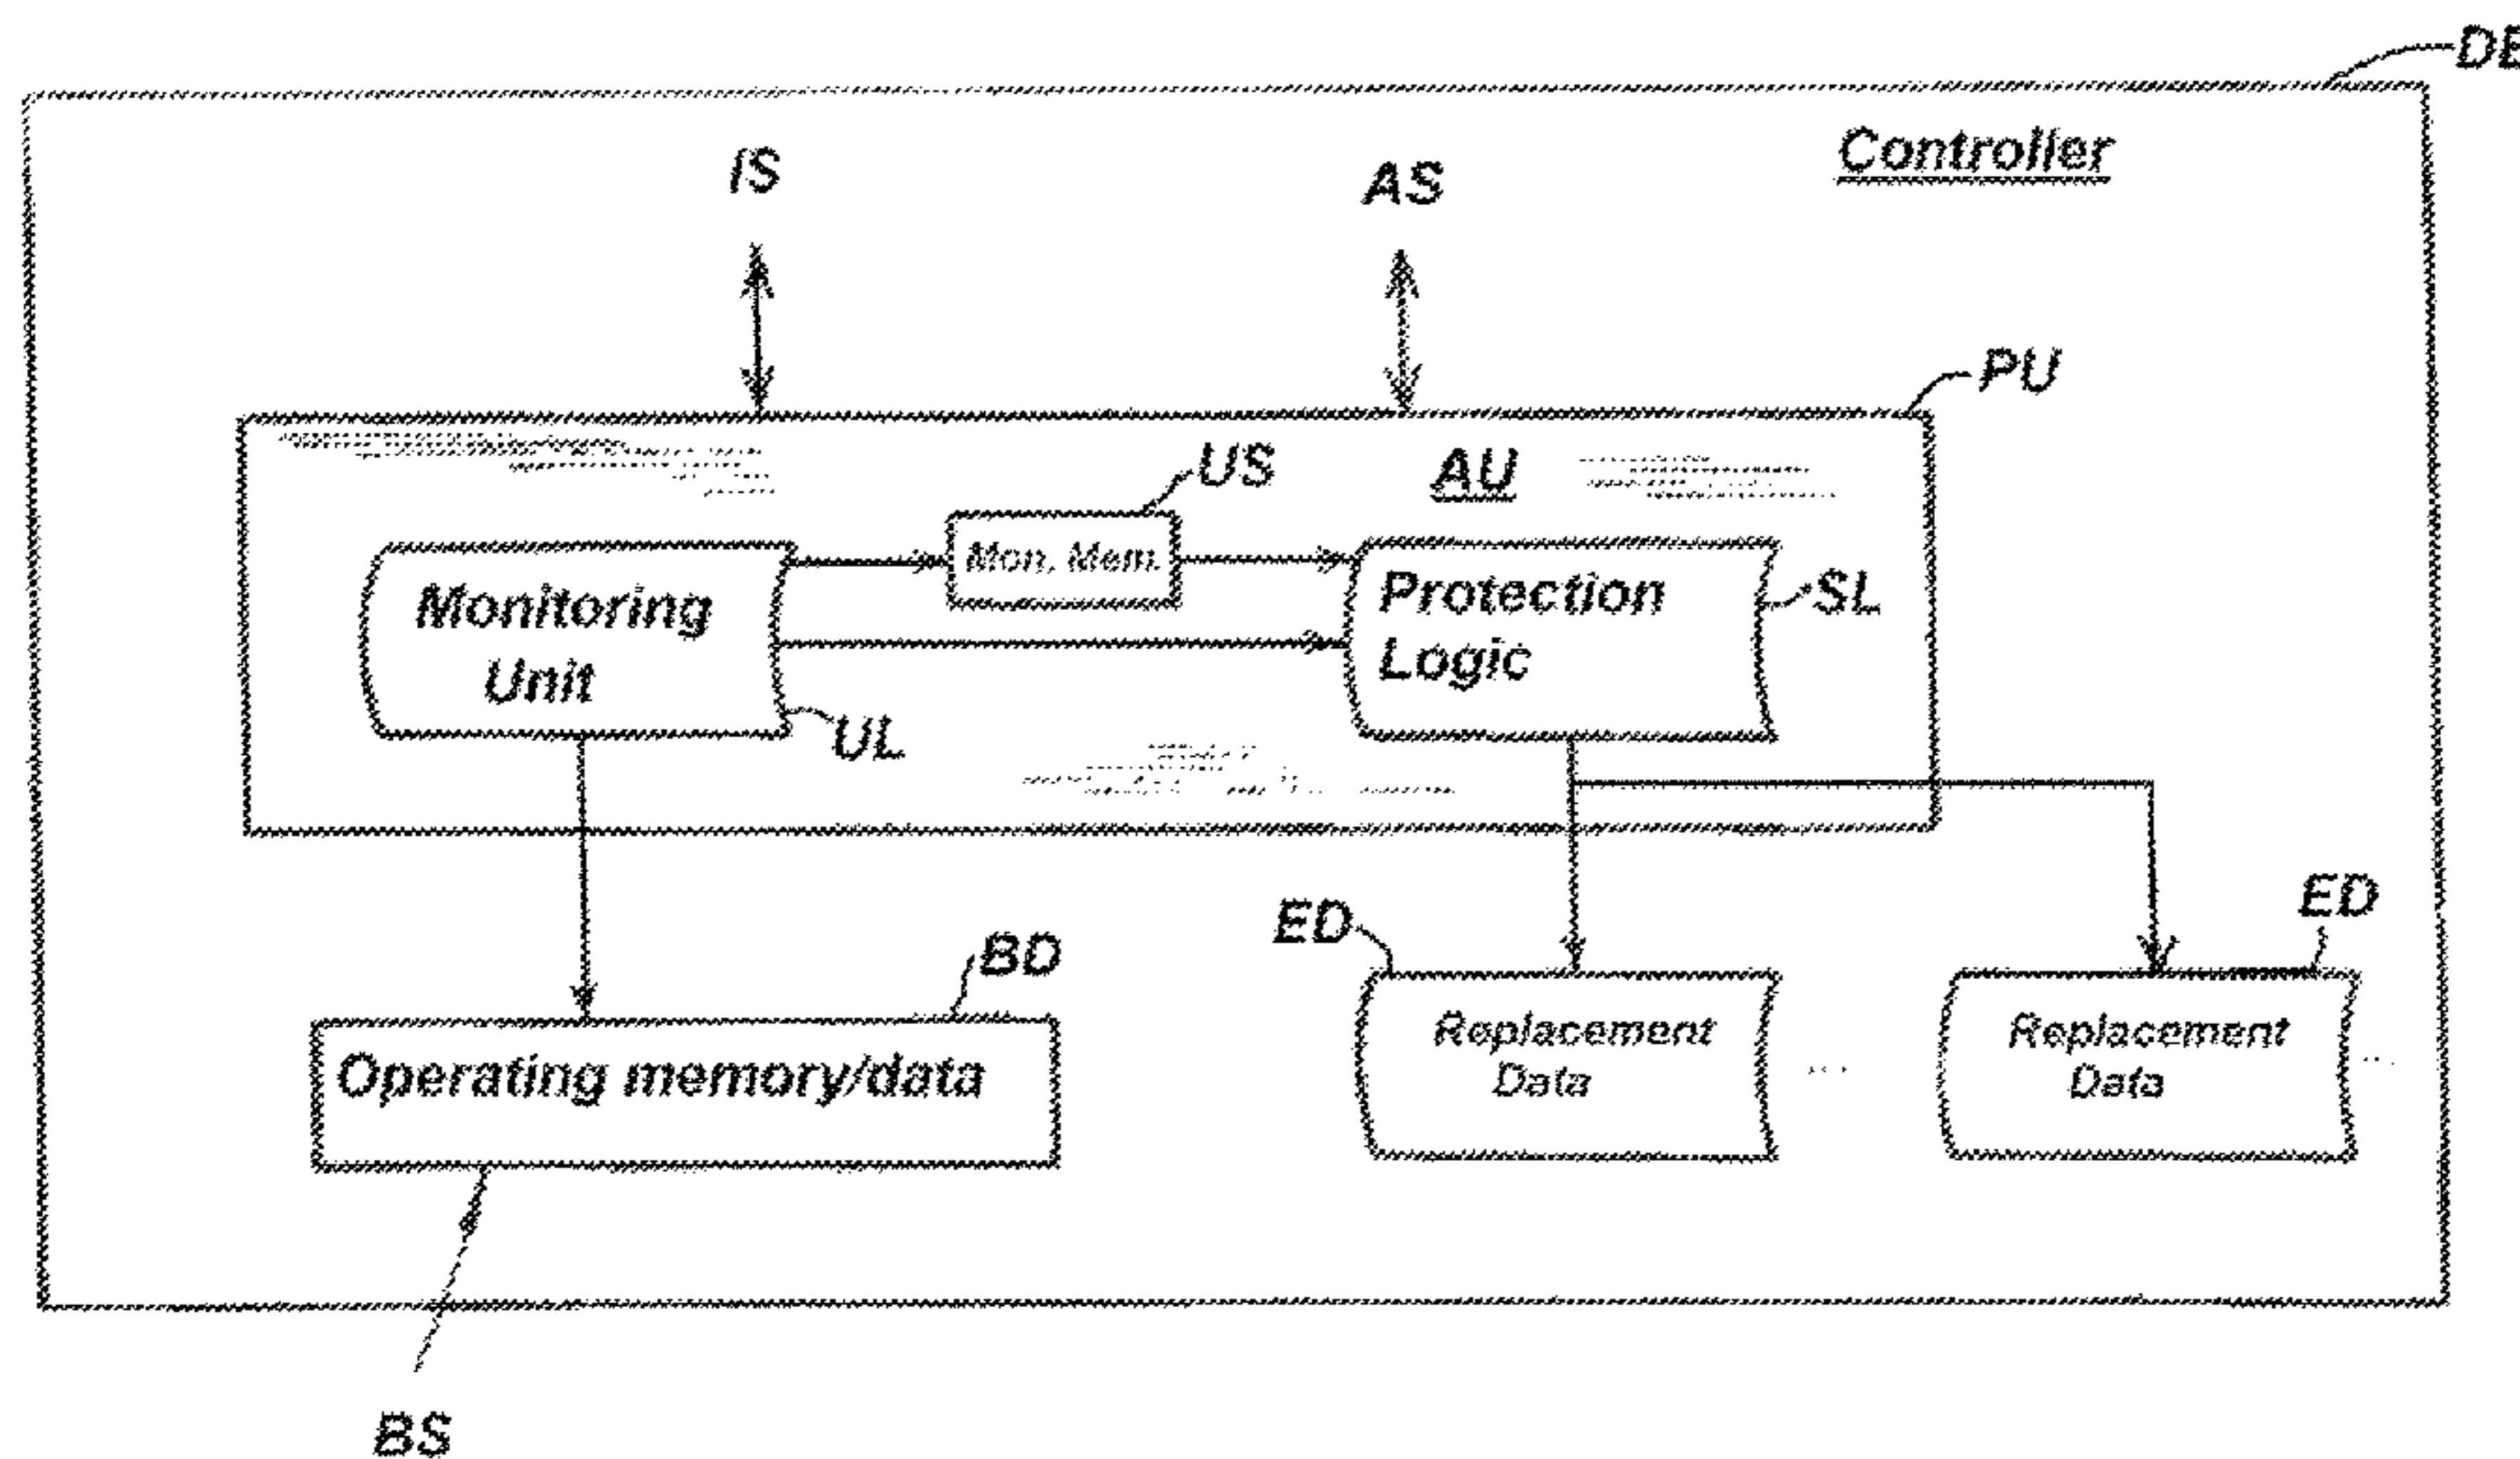 DE
Controller
IS
AS
PU
US
AU
Mon. Mem.
Monitoring
Unit
Protection
Logic
SL
UL
ED
ED
BD
Operating memory/data
Replacement
Data
Replacement
Data
BS